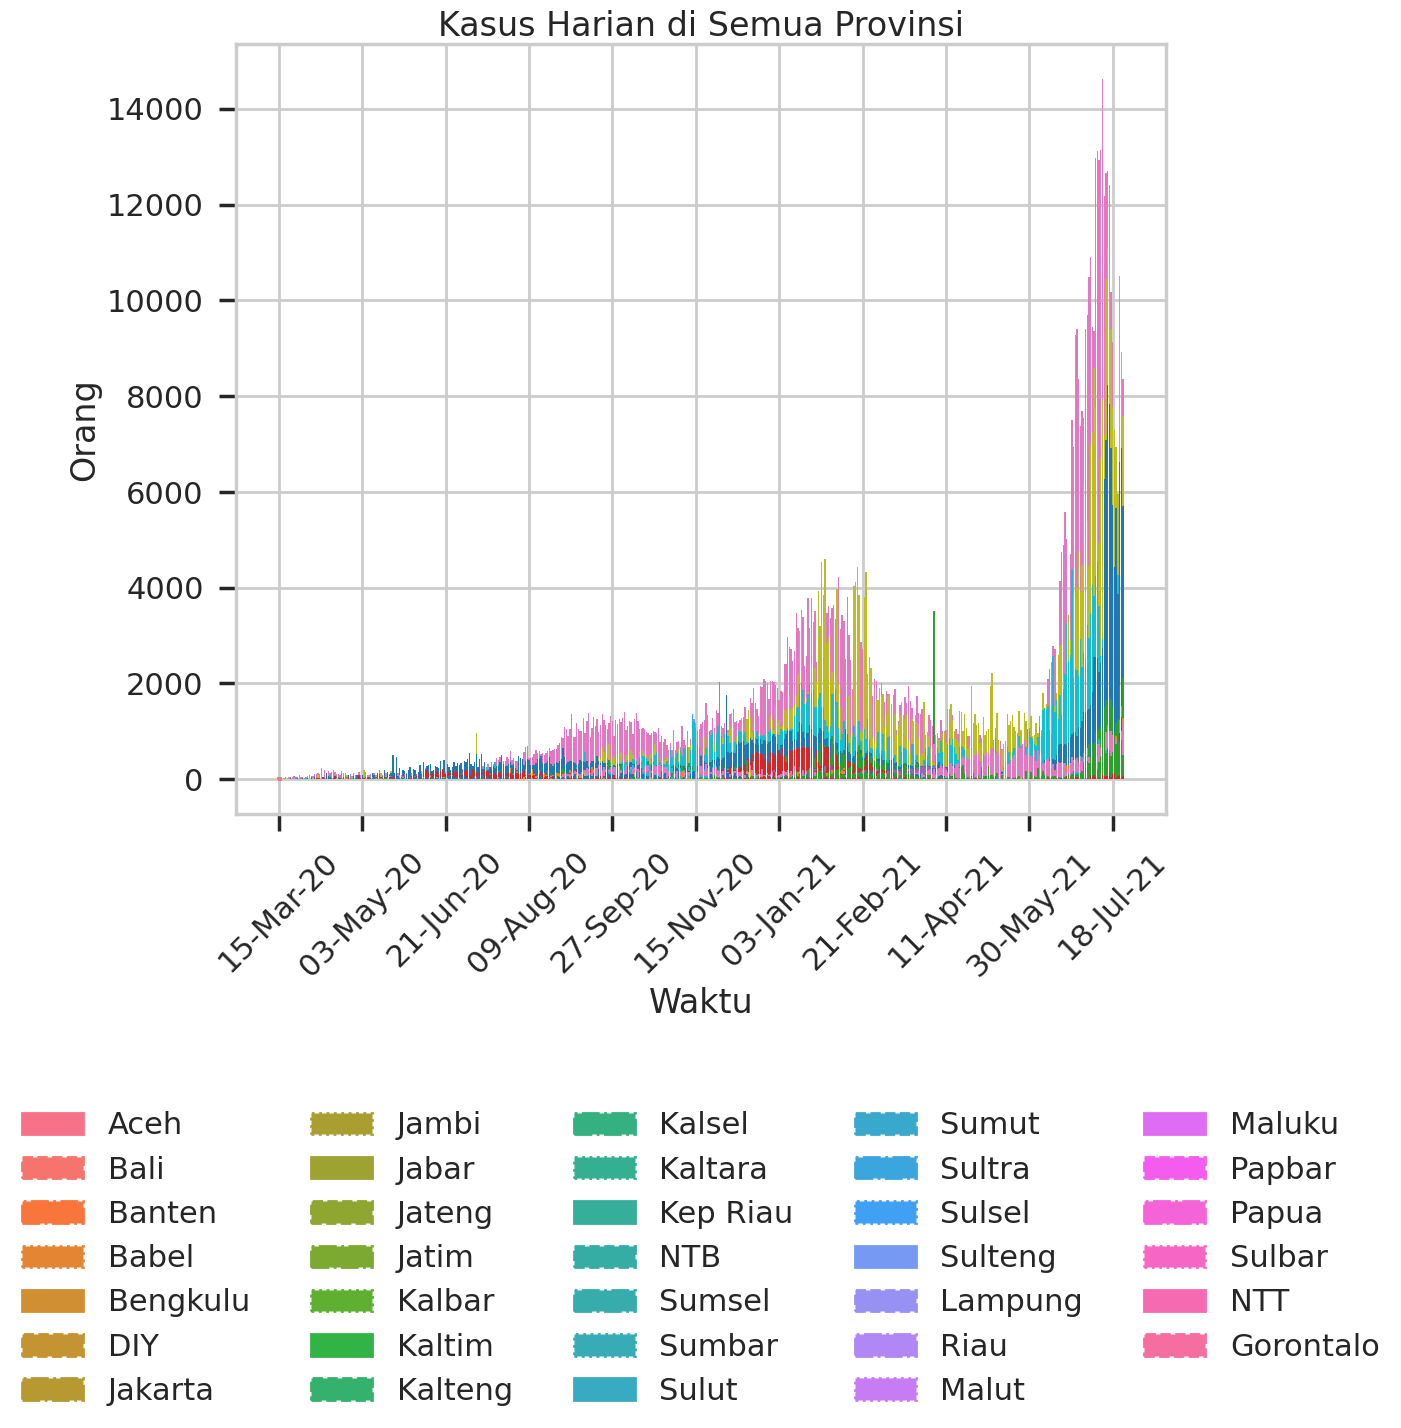 Kasus Harian di Semua Provinsi
14000
12000
10000
8000
6000
4000
2000
0
Orang
15-Mar-20
03-May-20
21-Jun-20
09-Aug-20
27-Sep-20
15-Nov-20
03-Jan-21
21-Feb-21
11-Apr-21
30-May-21
18-Jul-21
Waktu
Aceh
Bali
Banten
Babel
Bengkulu
DIY
Jakarta
Jambi
Jabar
Jateng
Jatim
Kalbar
Kaltim
Kalteng
Kalsel
Kaltara
Kep Riau
NTB
Sumsel
Sumbar
Sulut
Sumut
Sultra
Sulsel
Sulteng
Lampung
Riau
Malut
Maluku
Papbar
Papua
Sulbar
NTT
Gorontalo